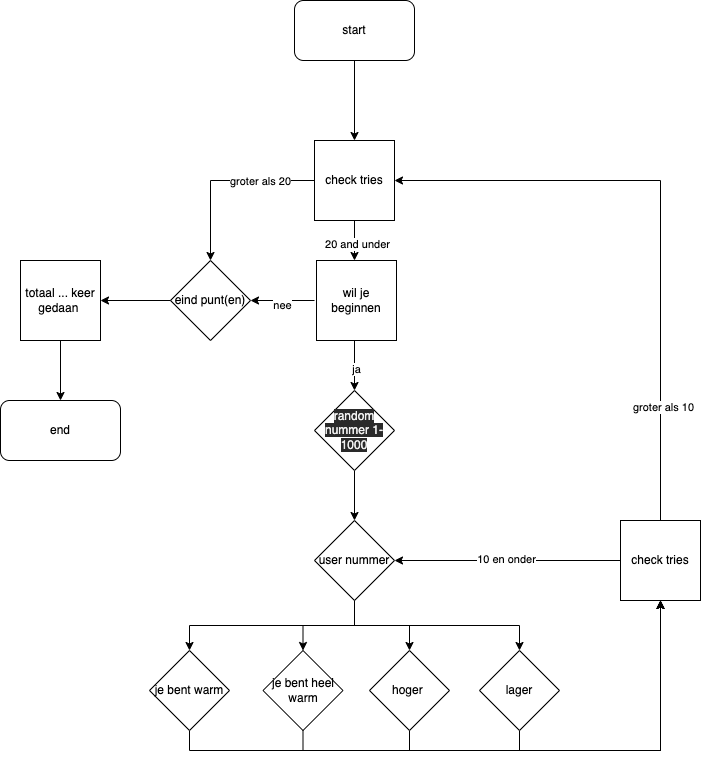 start
check tries
groter als 20
20 and under
totaal ... keer
gedaan
eind punt(en)
nee
wil je
beginnen
ja
end
random
nummer 1-
1000
groter als 10
user nummer
10 en onder
check tries
je bent warm
je bent heel
warm
hoger
lager